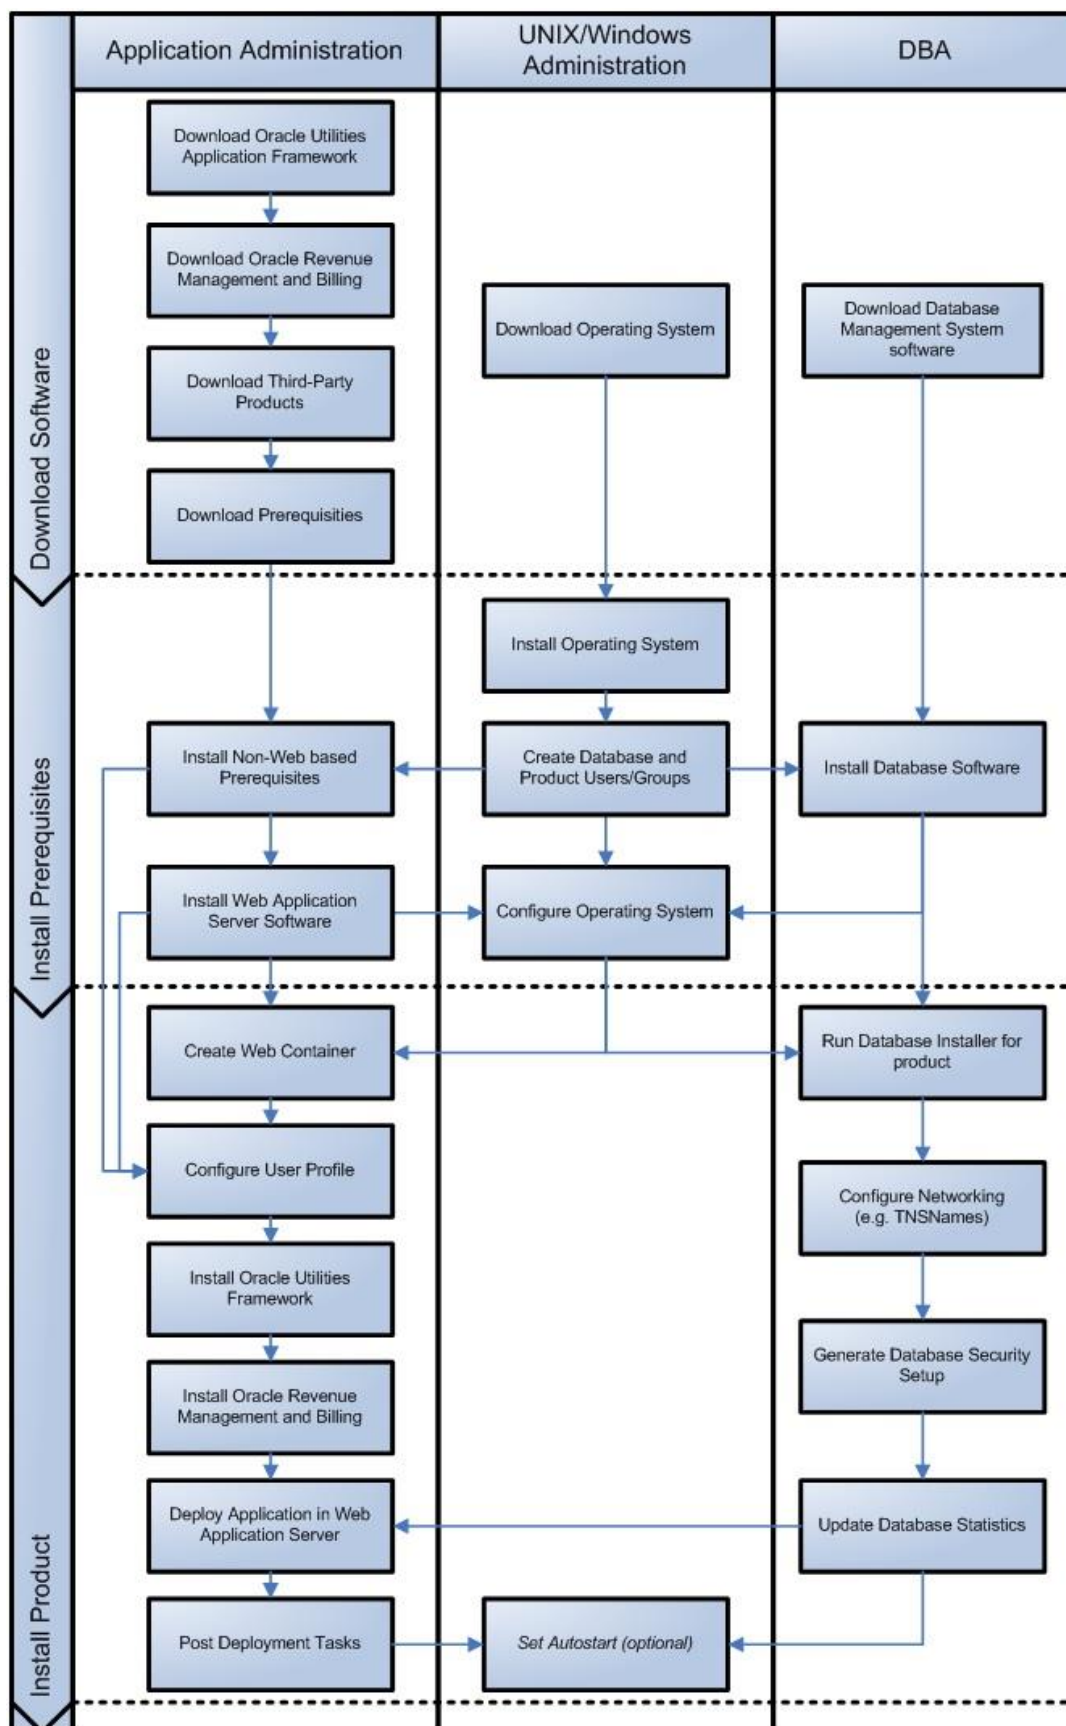 Application Administration
UNIX/Windows
Administration
DBA
Download Software
Download Oracle Utilities
Application Framework
Download Oracle Revenue
Management and Billing
Download Third-Party
Products
Download Prerequisities
Download Operating System
Download Database
Management System
software
Install Prerequisites
Install Operating System
Install Non-Web based
Prerequisites
Create Database and
Product Users/Groups
Install Database Software
Install Web Application
Server Software
Configure Operating System
Install Product
Create Web Container
Run Database Installer for
product
Configure User Profile
Configure Networking
(e.g. TNSNames)
Install Oracle Utilities
Framework
Generate Database Security
Setup
Install Oracle Revenue
Management and Billing
Deploy Application in Web
Application Server
Update Database Statistics
Post Deployment Tasks
Set Autostart (optional)